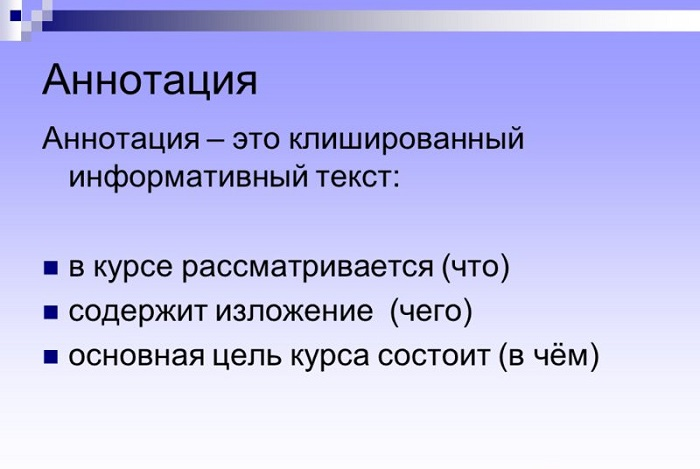 Аннотация
Аннотация – это клишированный
информативный текст:
в курсе рассматривается (что)
содержит изложение (чего)
основная цель курса состоит (в чём)